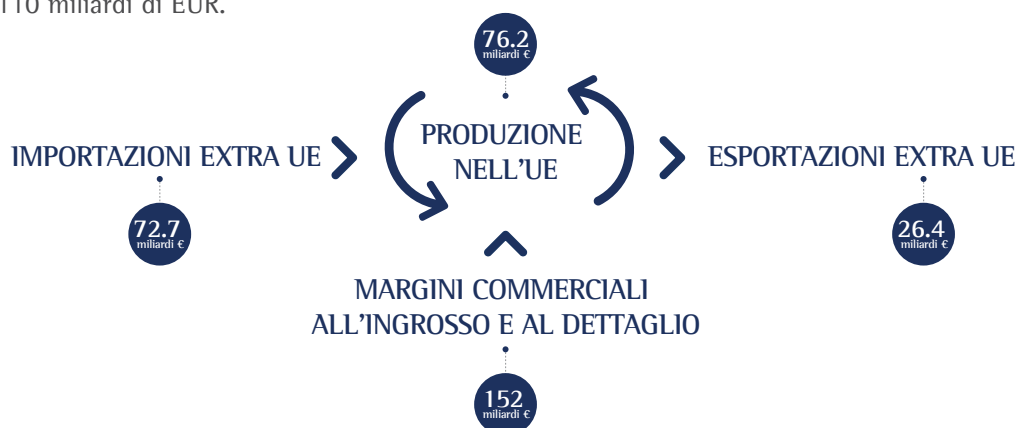 110 miliardi di EUR.
76.2
miliardi €
PRODUZIONE
NELL'UE
IMPORTAZIONI EXTRA UE
ESPORTAZIONI EXTRA UE
72.7
miliardi €
26.4
miliardi €
MARGINI COMMERCIALI
ALL'INGROSSO E AL DETTAGLIO
152
miliardi €